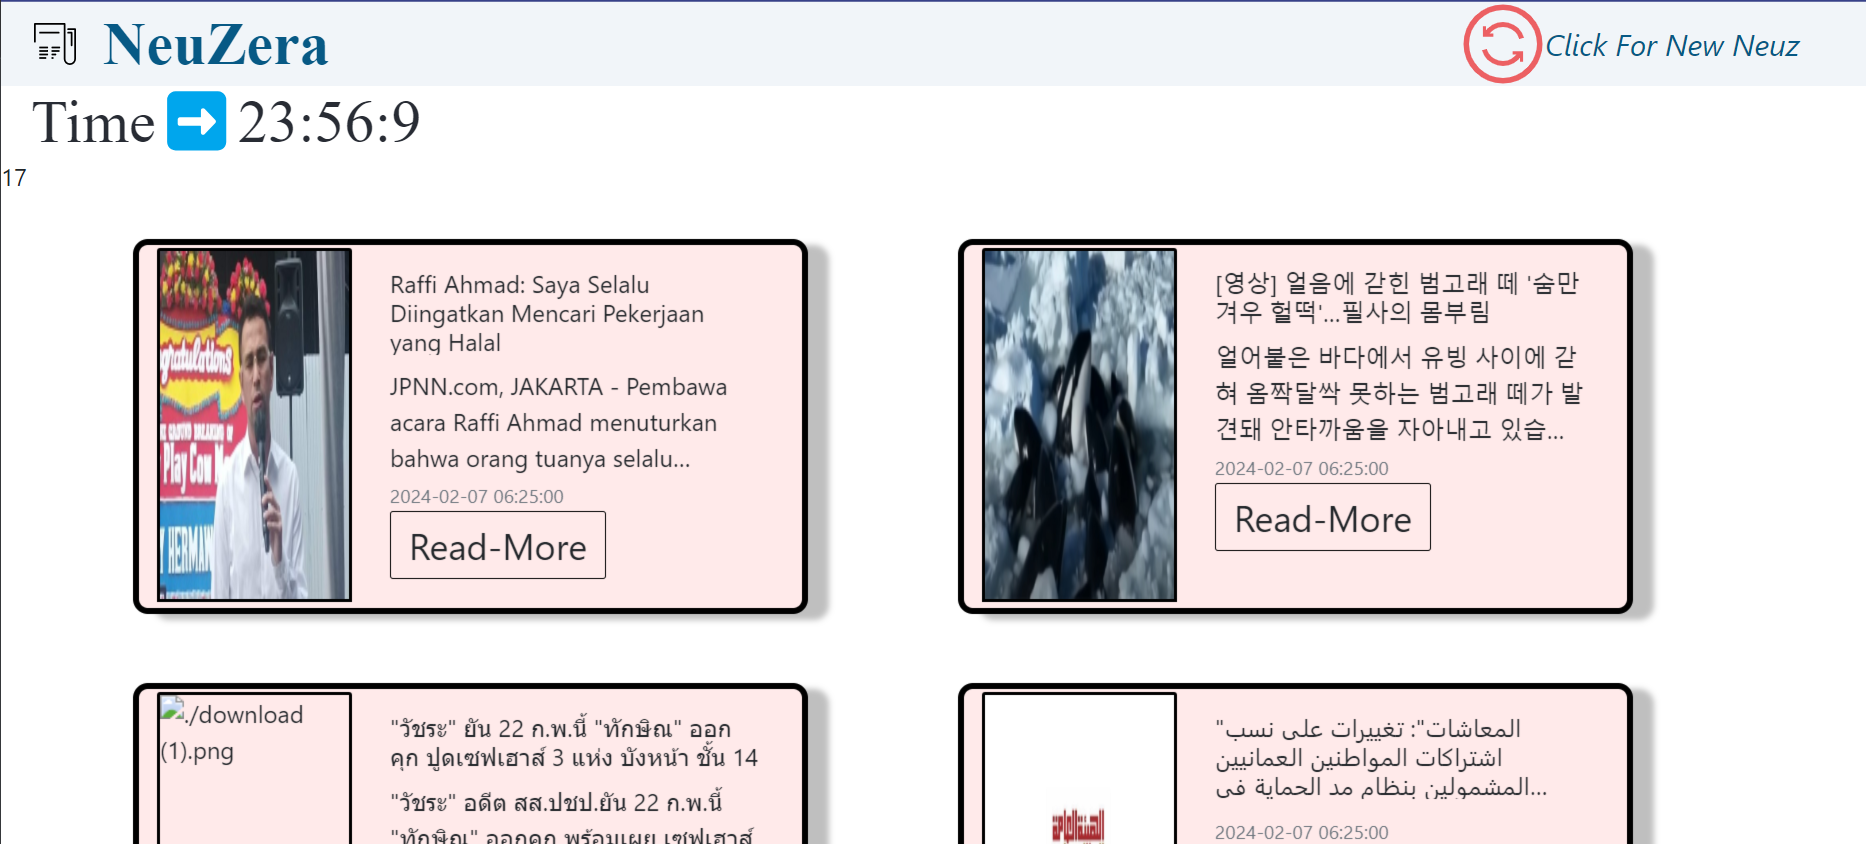 NeuZera
Click For New Neuz
Time ➡ 23:56:9
17
gratulations
Play Cow
HERMAW
Raffi Ahmad: Saya Selalu
Diingatkan Mencari Pekerjaan
yang Halal
JPNN.com, JAKARTA - Pembawa
acara Raffi Ahmad menuturkan
bahwa orang tuanya selalu...
2024-02-07 06:25:00
Read-More
[영상] 얼음에 갇힌 범고래 떼 '숨만
겨우 헐떡'...필사의 몸부림
얼어붙은 바다에서 유빙 사이에 갇
혀 옴짝달싹 못하는 범고래 떼가 발
견돼 안타까움을 자아내고 있습...
2024-02-07 06:25:00
Read-More
./download
(1).png
"วัชระ" ยัน 22 ก.พ.นี้ "ทักษิณ" ออก
คุก ปูดเซฟเฮาส์ 3 แห่ง บังหน้า ชั้น 14
"วัชระ" อดีต สส.ปชป.ยัน 22 ก.พ.นี้
"ทักษิณ" ออกคุก พร้อมเผย เซฟเฮาส์
الهيئة العامة
"المعاشات": تغييرات على نسب
اشتراكات المواطنين العمانيين
المشمولين بنظام مد الحماية في...
2024-02-07 06:25:00